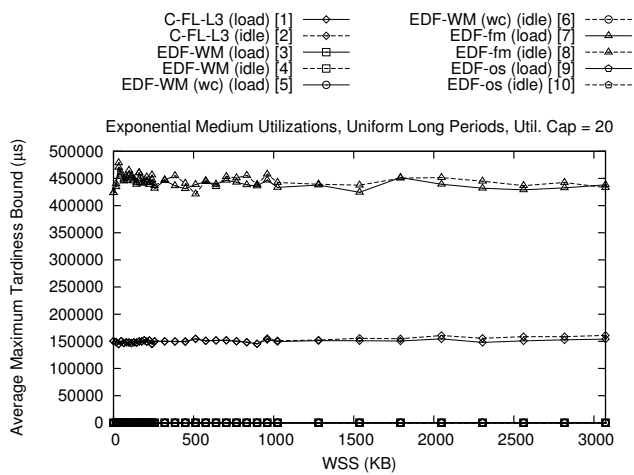 C-FL-L3 (load) [1]
C-FL-L3 (idle) [2]
EDF-WM (load) [3]
EDF-WM (idle) [4]
EDF-WM (wc) (load) [5]
EDF-WM (wc) (idle) [6]
EDF-fm (load) [7]
EDF-fm (idle) [8]
EDF-os (load) [9]
EDF-os (idle) [10]
Exponential Medium Utilizations, Uniform Long Periods, Util. Cap = 20
Average Maximum Tardiness Bound (µs)
500000
450000
400000
350000
300000
250000
200000
150000
100000
50000
0
0 500 1000 1500 2000 2500 3000
WSS (KB)